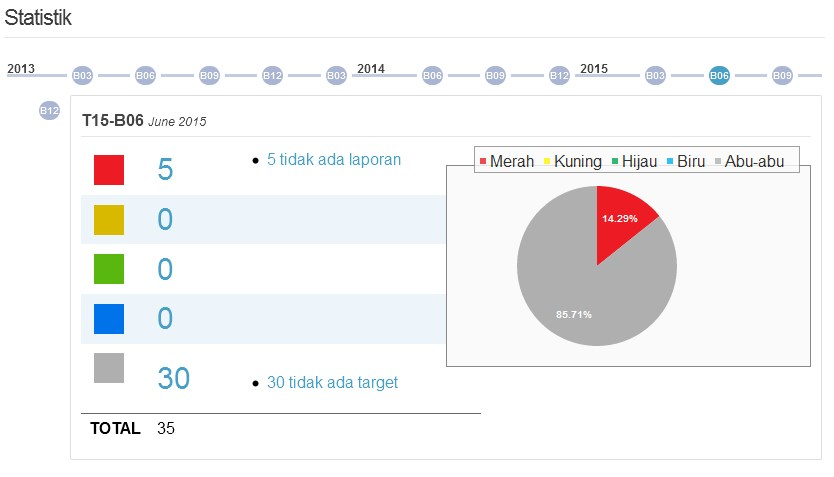 Statistik
2013 B03 B06 B09 B12 B03 2014 B06 B09 B12 2015 B03 B06 B09
B12
T15-B06 June 2015
5 • 5 tidak ada laporan
0
0
0
30 • 30 tidak ada target
TOTAL 35
Merah Kuning Hijau Biru Abu-abu
14.29%
85.71%